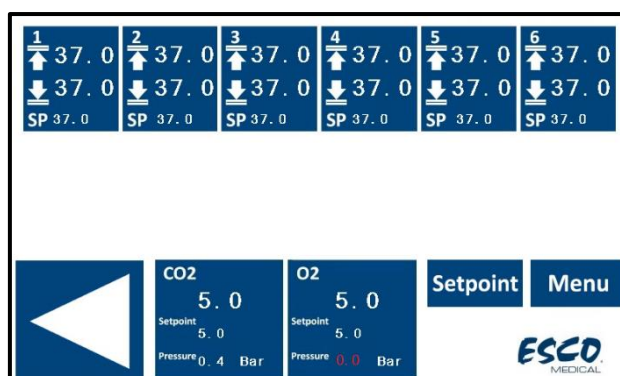 1 2 3 4 5 6
37.0 37.0 37.0 37.0 37.0 37.0
37.0 37.0 37.0 37.0 37.0 37.0
SP 37.0 SP 37.0 SP 37.0 SP 37.0 SP 37.0 SP 37.0
CO2
5.0
Setpoint
5.0
Pressure 0.4 Bar
O2
5.0
Setpoint
5.0
Pressure 0.0 Bar
Setpoint Menu
ESCO
MEDICAL